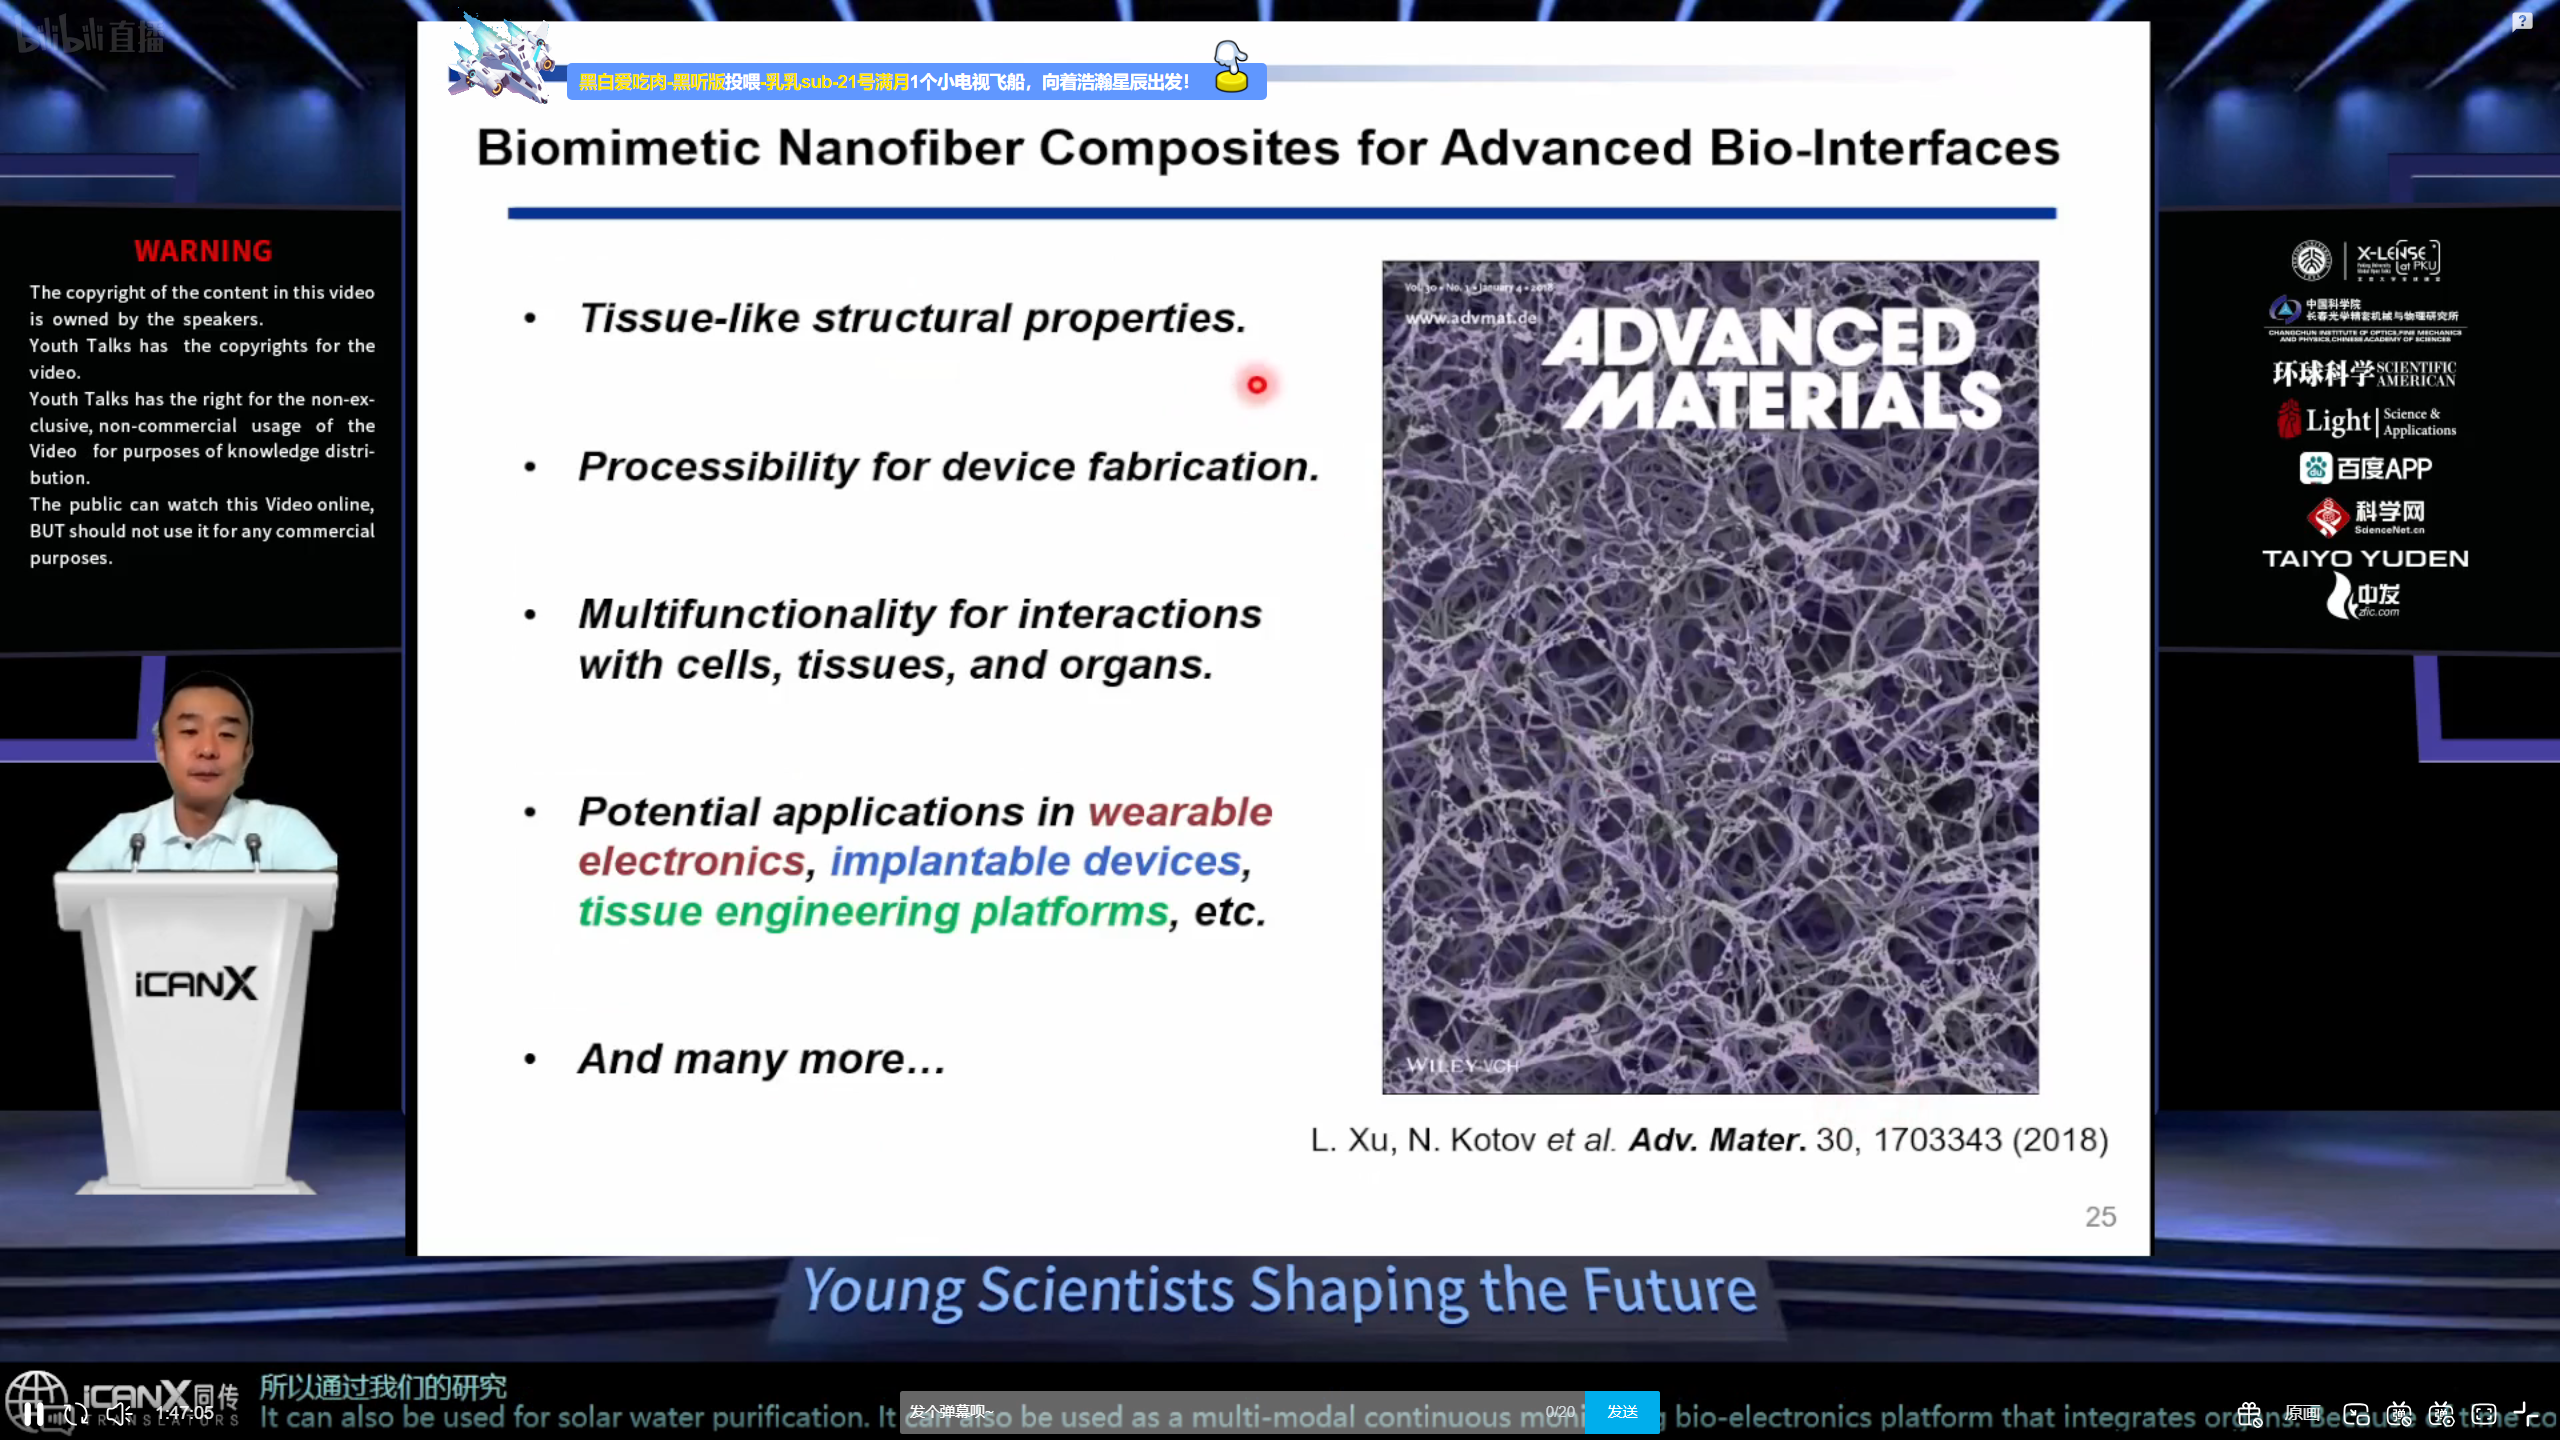 bilibili直播
黑白爱吃肉-黑听版投喂-乳乳sub-21号满月1个小电视飞船，向着浩瀚星辰出发！
Biomimetic Nanofiber Composites for Advanced Bio-Interfaces
WARNING
The copyright of the content in this video
is owned by the speakers.
Youth Talks has the copyrights for the
video.
Youth Talks has the right for the non-ex-
clusive, non-commercial usage of the
Video for purposes of knowledge distri-
bution.
The public can watch this Video online,
BUT should not use it for any commercial
purposes.
• Tissue-like structural properties.
• Processibility for device fabrication.
• Multifunctionality for interactions
with cells, tissues, and organs.
• Potential applications in wearable
electronics, implantable devices,
tissue engineering platforms, etc.
• And many more…
Vol. 30 • No. 1 • January 4 • 2018
www.advmat.de
ADVANCED
MATERIALS
WILEY-VCH
L. Xu, N. Kotov et al. Adv. Mater. 30, 1703343 (2018)
25
X-LENSE
at PKU
中国科学院
长春光学精密机械与物理研究所
CHANGCHUN INSTITUTE OF OPTICS,FINE MECHANICS
AND PHYSICS,CHINESE ACADEMY OF SCIENCES
环球科学 SCIENTIFIC
AMERICAN
Light Science &
Applications
du 百度APP
科学网
ScienceNet.cn
TAIYO YUDEN
中发
zfic.com
iCANX
Young Scientists Shaping the Future
iCANX同传
TRANSLATORS
所以通过我们的研究
It can also be used for solar water purification. It also be used as a multi-modal continuous bio-electronics platform that integrates organs. Because
1:47:05
发个弹幕呗~
0/20
发送
原画